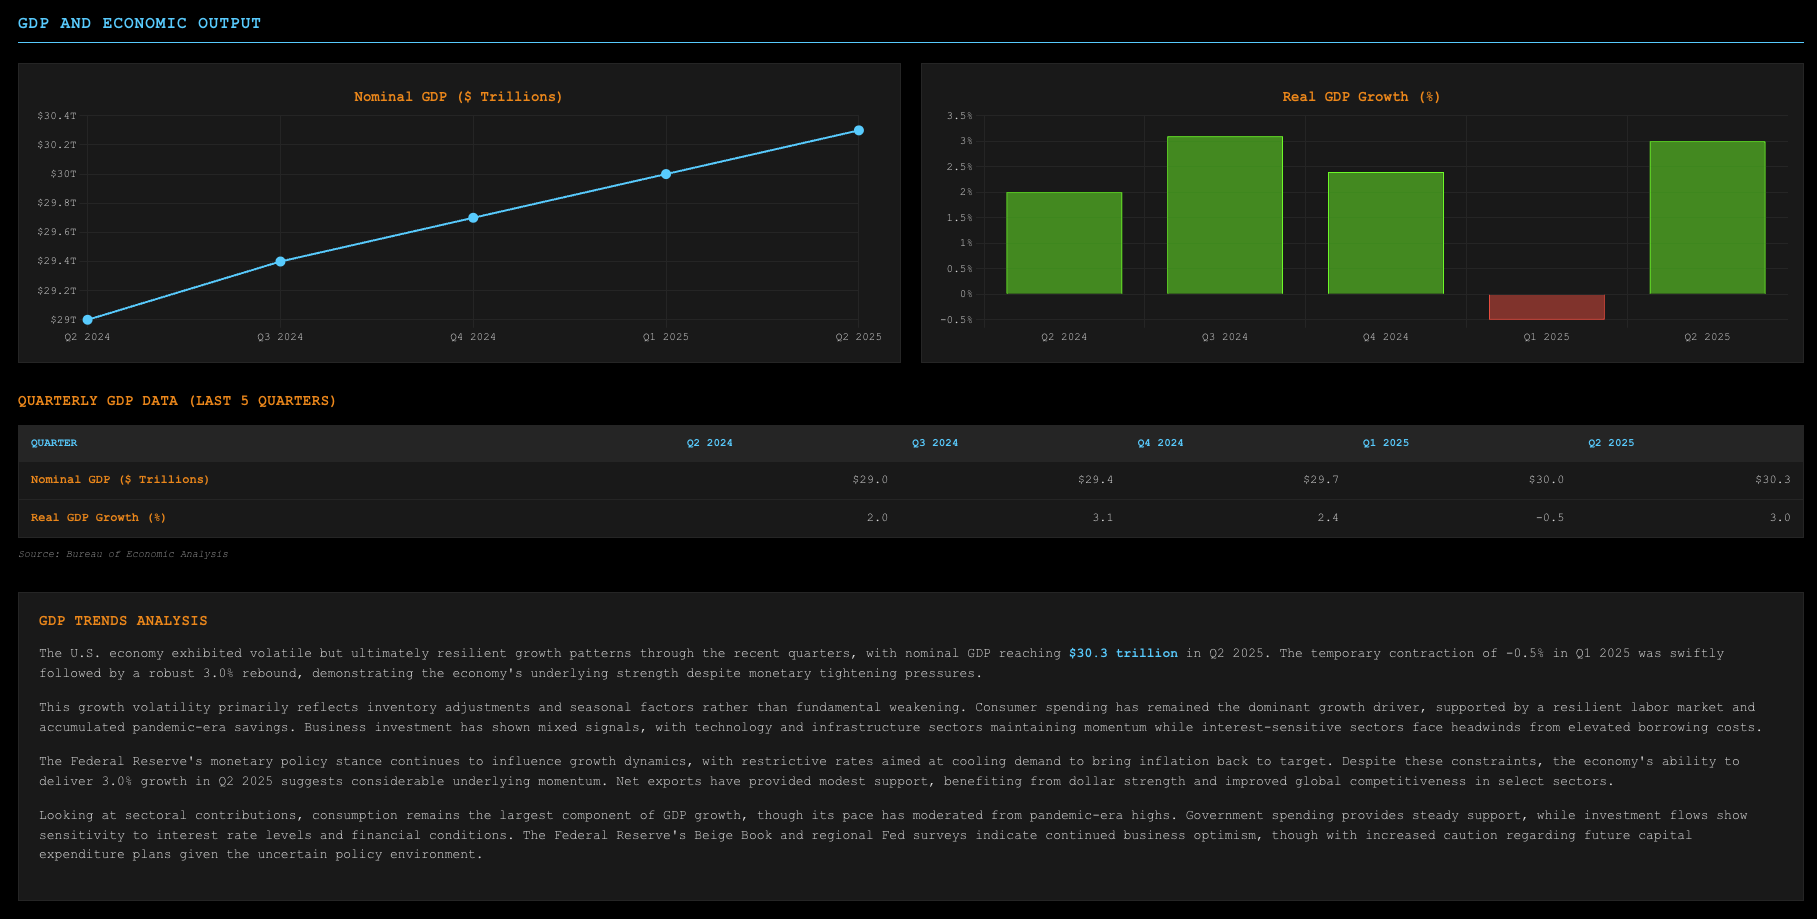 GDP AND ECONOMIC OUTPUT
Nominal GDP ($ Trillions)
$30.4T
$30.2T
$30T
$29.8T
$29.6T
$29.4T
$29.2T
$29T
Q2 2024 Q3 2024 Q4 2024 Q1 2025 Q2 2025
Real GDP Growth (%)
3.5%
3%
2.5%
2%
1.5%
1%
0.5%
0%
-0.5%
Q2 2024 Q3 2024 Q4 2024 Q1 2025 Q2 2025
QUARTERLY GDP DATA (LAST 5 QUARTERS)
QUARTER Q2 2024 Q3 2024 Q4 2024 Q1 2025 Q2 2025
Nominal GDP ($ Trillions) $29.0 $29.4 $29.7 $30.0 $30.3
Real GDP Growth (%) 2.0 3.1 2.4 -0.5 3.0
Source: Bureau of Economic Analysis
GDP TRENDS ANALYSIS
The U.S. economy exhibited volatile but ultimately resilient growth patterns through the recent quarters, with nominal GDP reaching $30.3 trillion in Q2 2025. The temporary contraction of -0.5% in Q1 2025 was swiftly
followed by a robust 3.0% rebound, demonstrating the economy's underlying strength despite monetary tightening pressures.
This growth volatility primarily reflects inventory adjustments and seasonal factors rather than fundamental weakening. Consumer spending has remained the dominant growth driver, supported by a resilient labor market and
accumulated pandemic-era savings. Business investment has shown mixed signals, with technology and infrastructure sectors maintaining momentum while interest-sensitive sectors face headwinds from elevated borrowing costs.
The Federal Reserve's monetary policy stance continues to influence growth dynamics, with restrictive rates aimed at cooling demand to bring inflation back to target. Despite these constraints, the economy's ability to
deliver 3.0% growth in Q2 2025 suggests considerable underlying momentum. Net exports have provided modest support, benefiting from dollar strength and improved global competitiveness in select sectors.
Looking at sectoral contributions, consumption remains the largest component of GDP growth, though its pace has moderated from pandemic-era highs. Government spending provides steady support, while investment flows show
sensitivity to interest rate levels and financial conditions. The Federal Reserve's Beige Book and regional Fed surveys indicate continued business optimism, though with increased caution regarding future capital
expenditure plans given the uncertain policy environment.